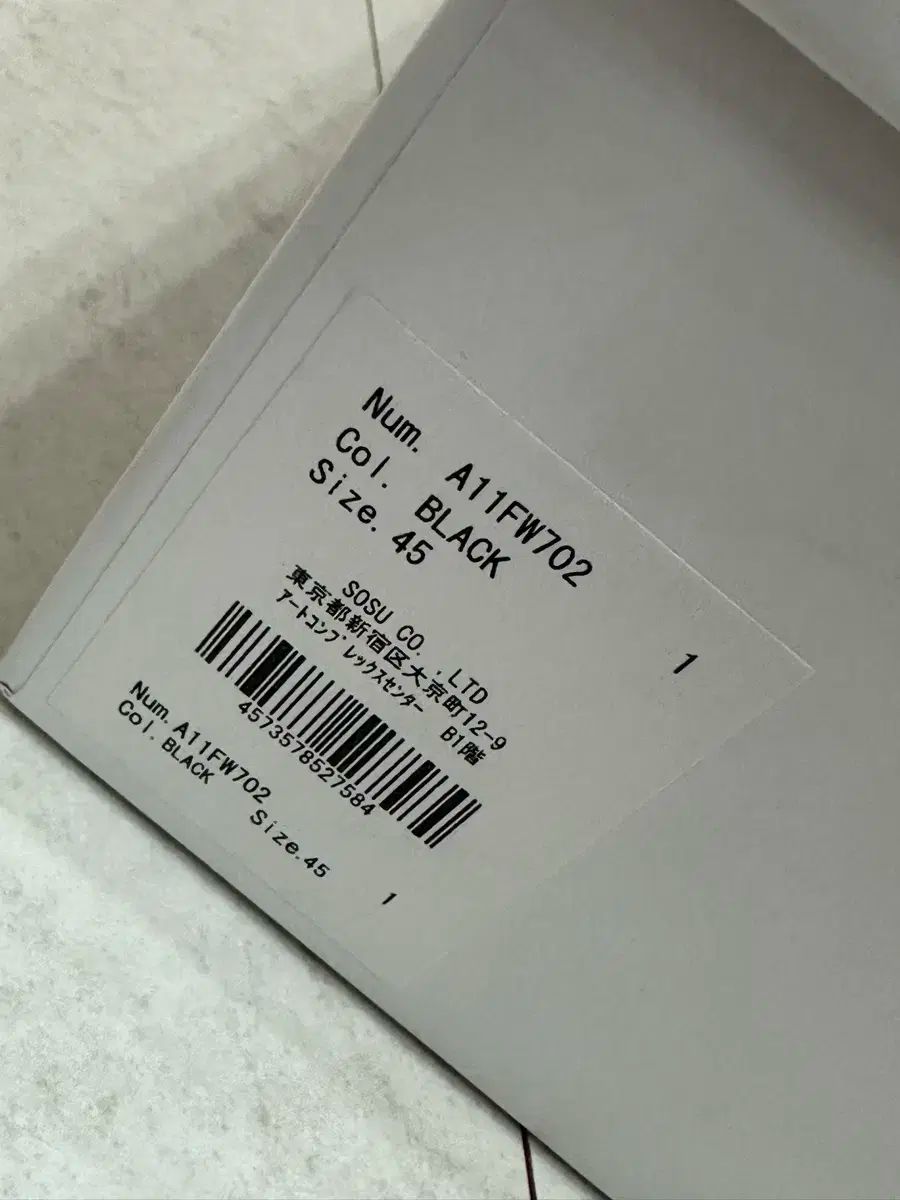 Num. A11FW702
Col. BLACK
Size. 45
1
SOSU CO.,LTD
東京都新宿区大京町12-9
アートコンプレックスセンター B1階
4573578527584
Num. A11FW702
Col. BLACK
Size. 45
1